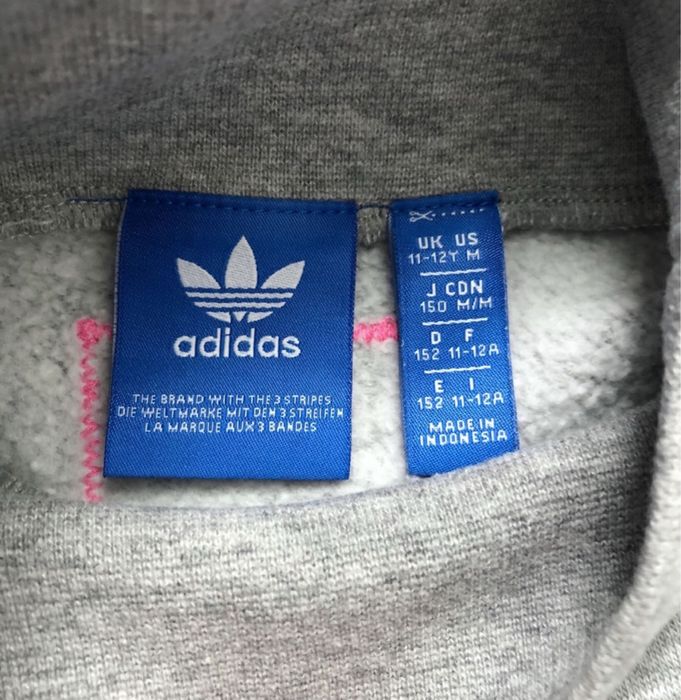 adidas
THE BRAND WITH THE 3 STRIPES
DIE WELTMARKE MIT DEN 3 STREIFEN
LA MARQUE AUX 3 BANDES
UK US
11-12Y M
J CDN
150 M/M
D F
152 11-12A
E I
152 11-12A
MADE IN
INDONESIA